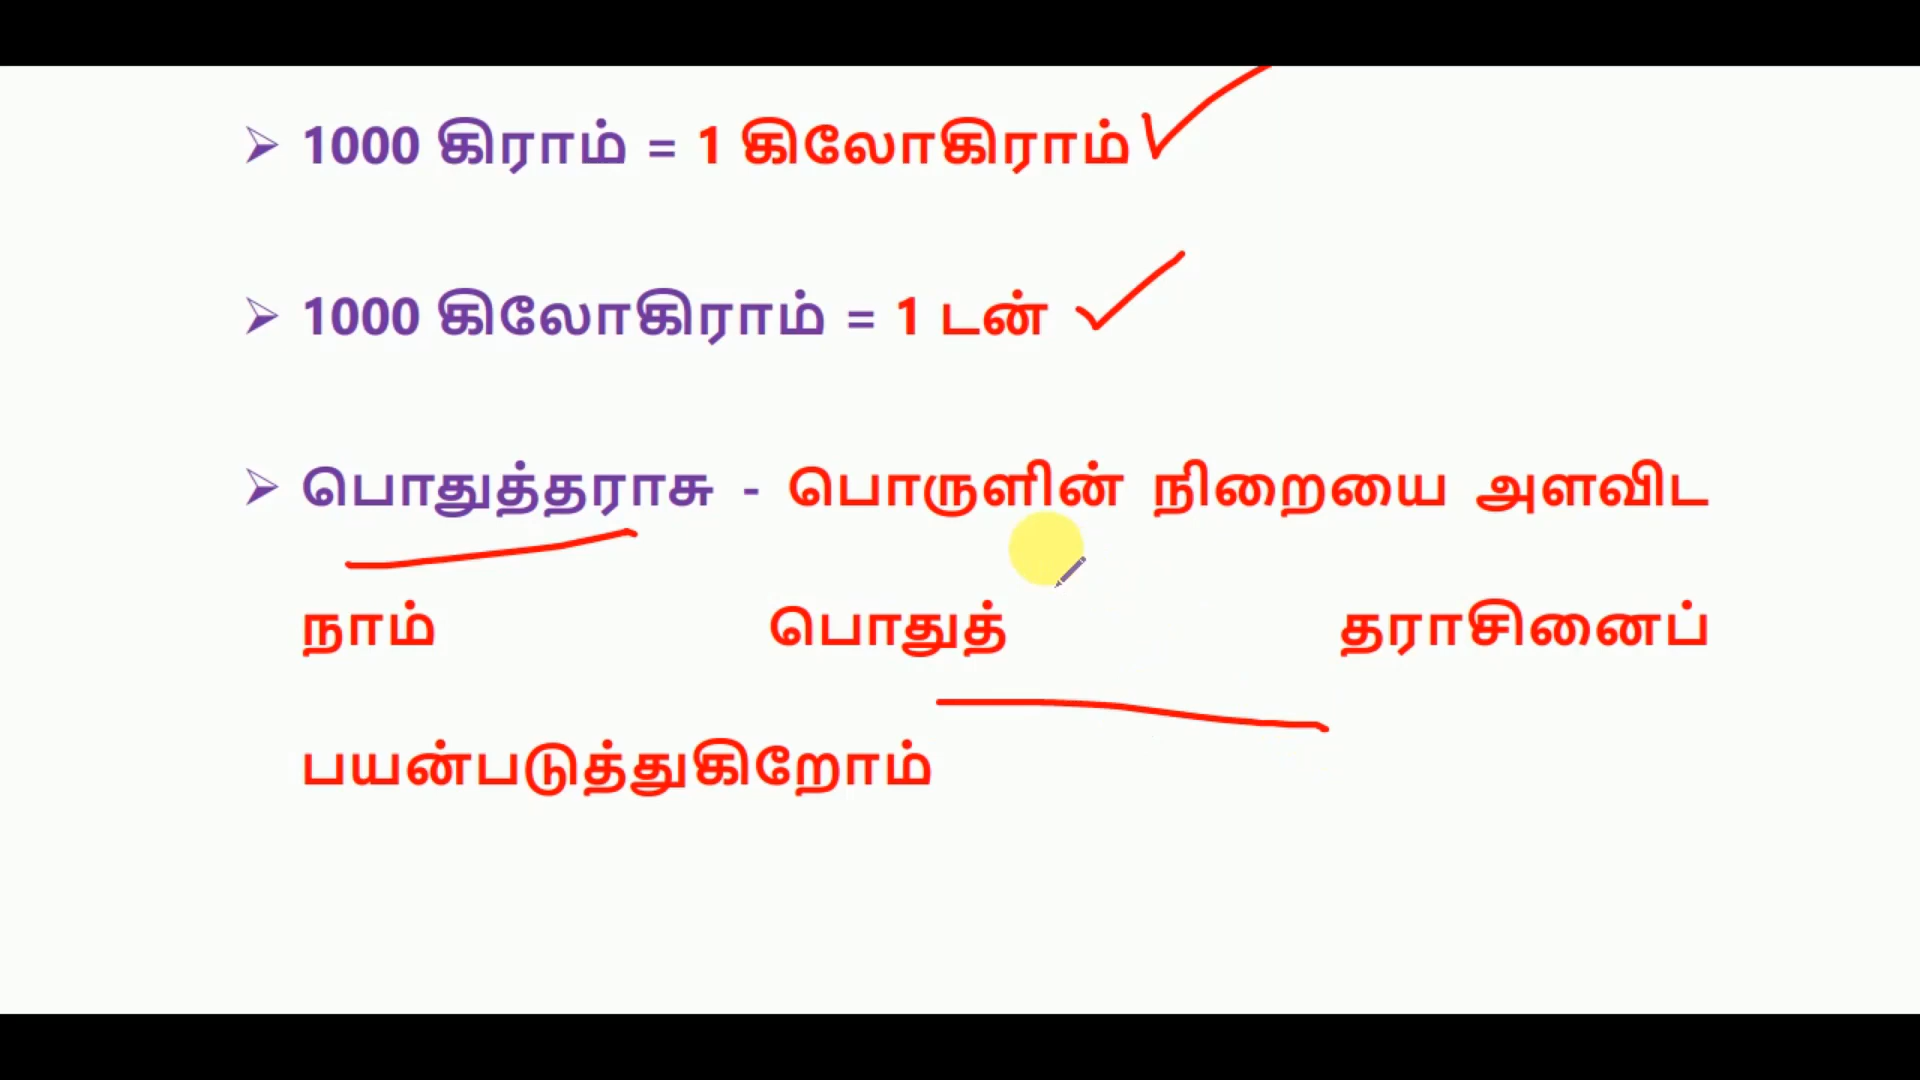 ➢ 1000 கிராம் = 1 கிலோகிராம்
➢ 1000 கிலோகிராம் = 1 டன்
➢ பொதுத்தராசு - பொருளின் நிறையை அளவிட
நாம் பொதுத் தராசினைப்
பயன்படுத்துகிறோம்